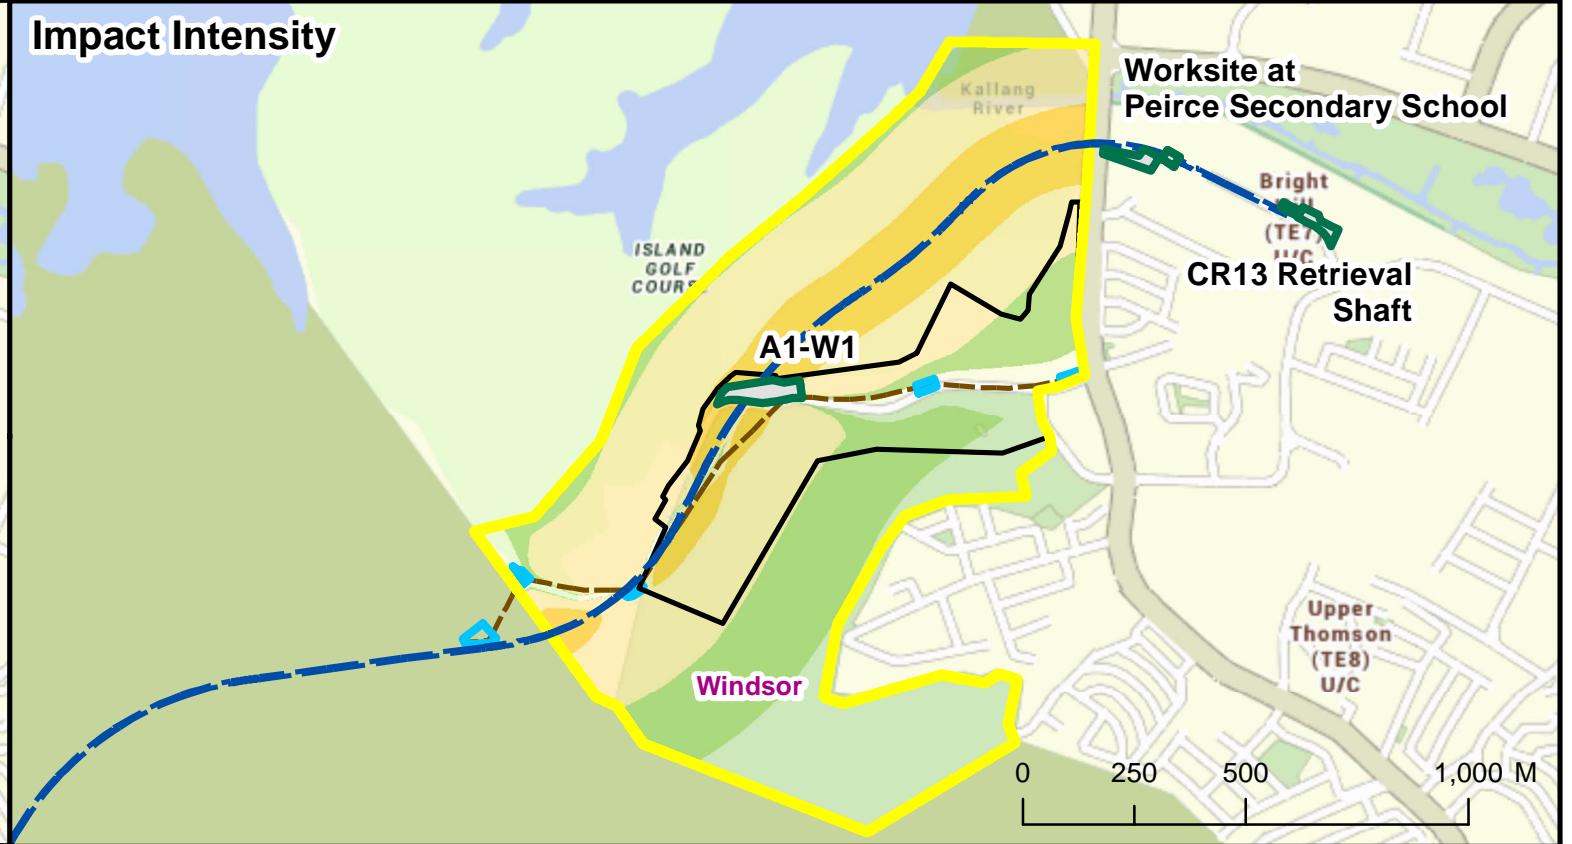 Impact Intensity
Kallang
River
Worksite at
Peirce Secondary School
Bright
(TE7)
U/C
ISLAND
GOLF
COURSE
CR13 Retrieval
Shaft
A1-W1
Windsor
Upper
Thomson
(TE8)
U/C
0 250 500 1,000 M